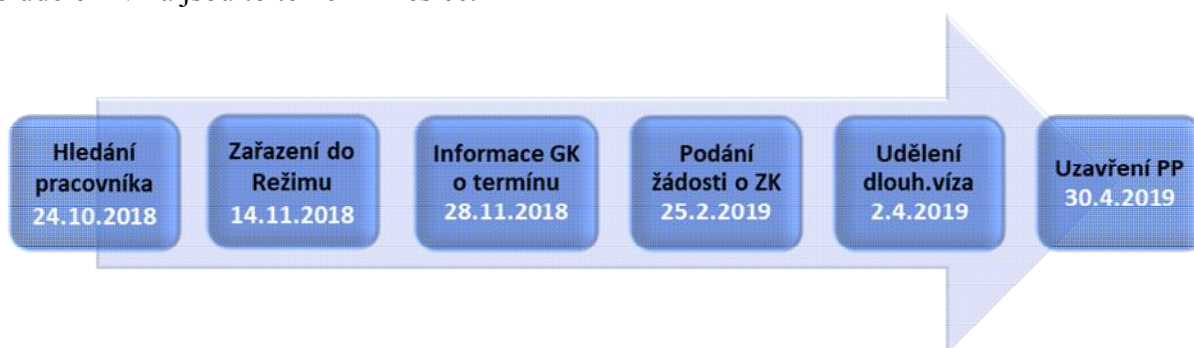 Hledání
pracovníka
24.10.2018
Zařazení do
Režimu
14.11.2018
Informace GK
o termínu
28.11.2018
Podání
žádosti o ZK
25.2.2019
Udělení
dlouh.víza
2.4.2019
Uzavření PP
30.4.2019